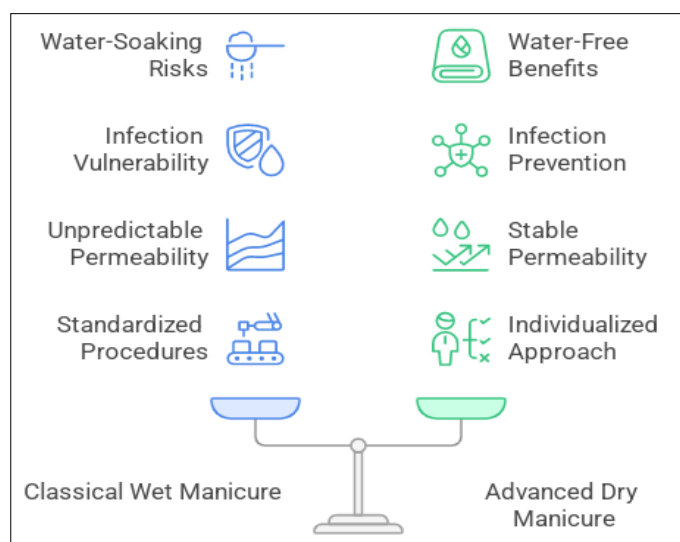 Water-Soaking
Risks
Water-Free
Benefits
Infection
Vulnerability
Infection
Prevention
Unpredictable
Permeability
Stable
Permeability
Standardized
Procedures
Individualized
Approach
Classical Wet Manicure
Advanced Dry
Manicure